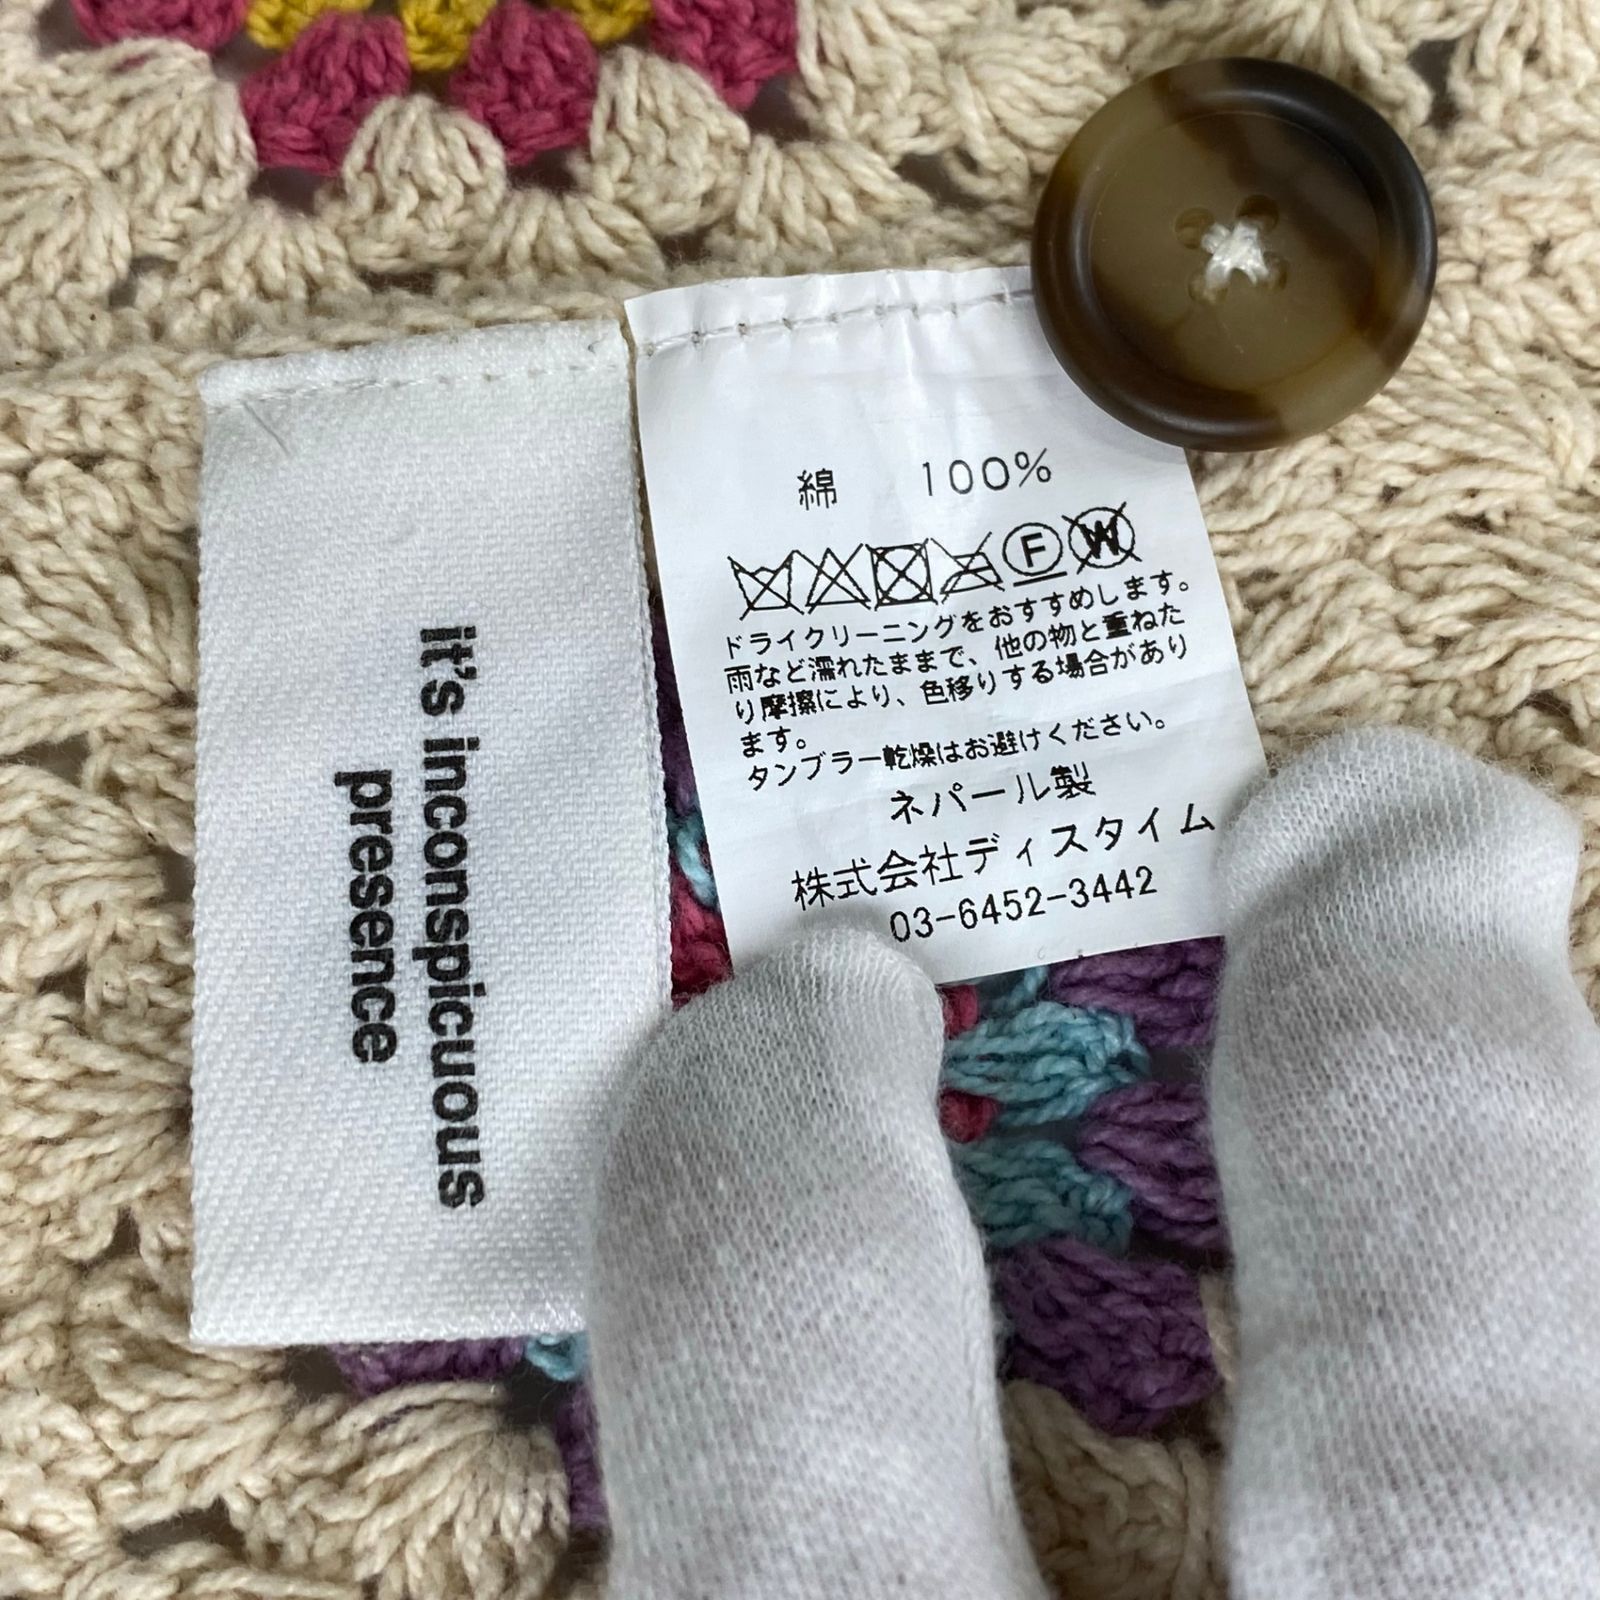 it's inconspicuous
presence
綿 100%
F W
ドライクリーニングをおすすめします。
雨など濡れたままで、他の物と重ねた
り摩擦により、色移りする場合があり
ます。
タンブラー乾燥はお避けください。
ネパール製
株式会社ディスタイム
03-6452-3442